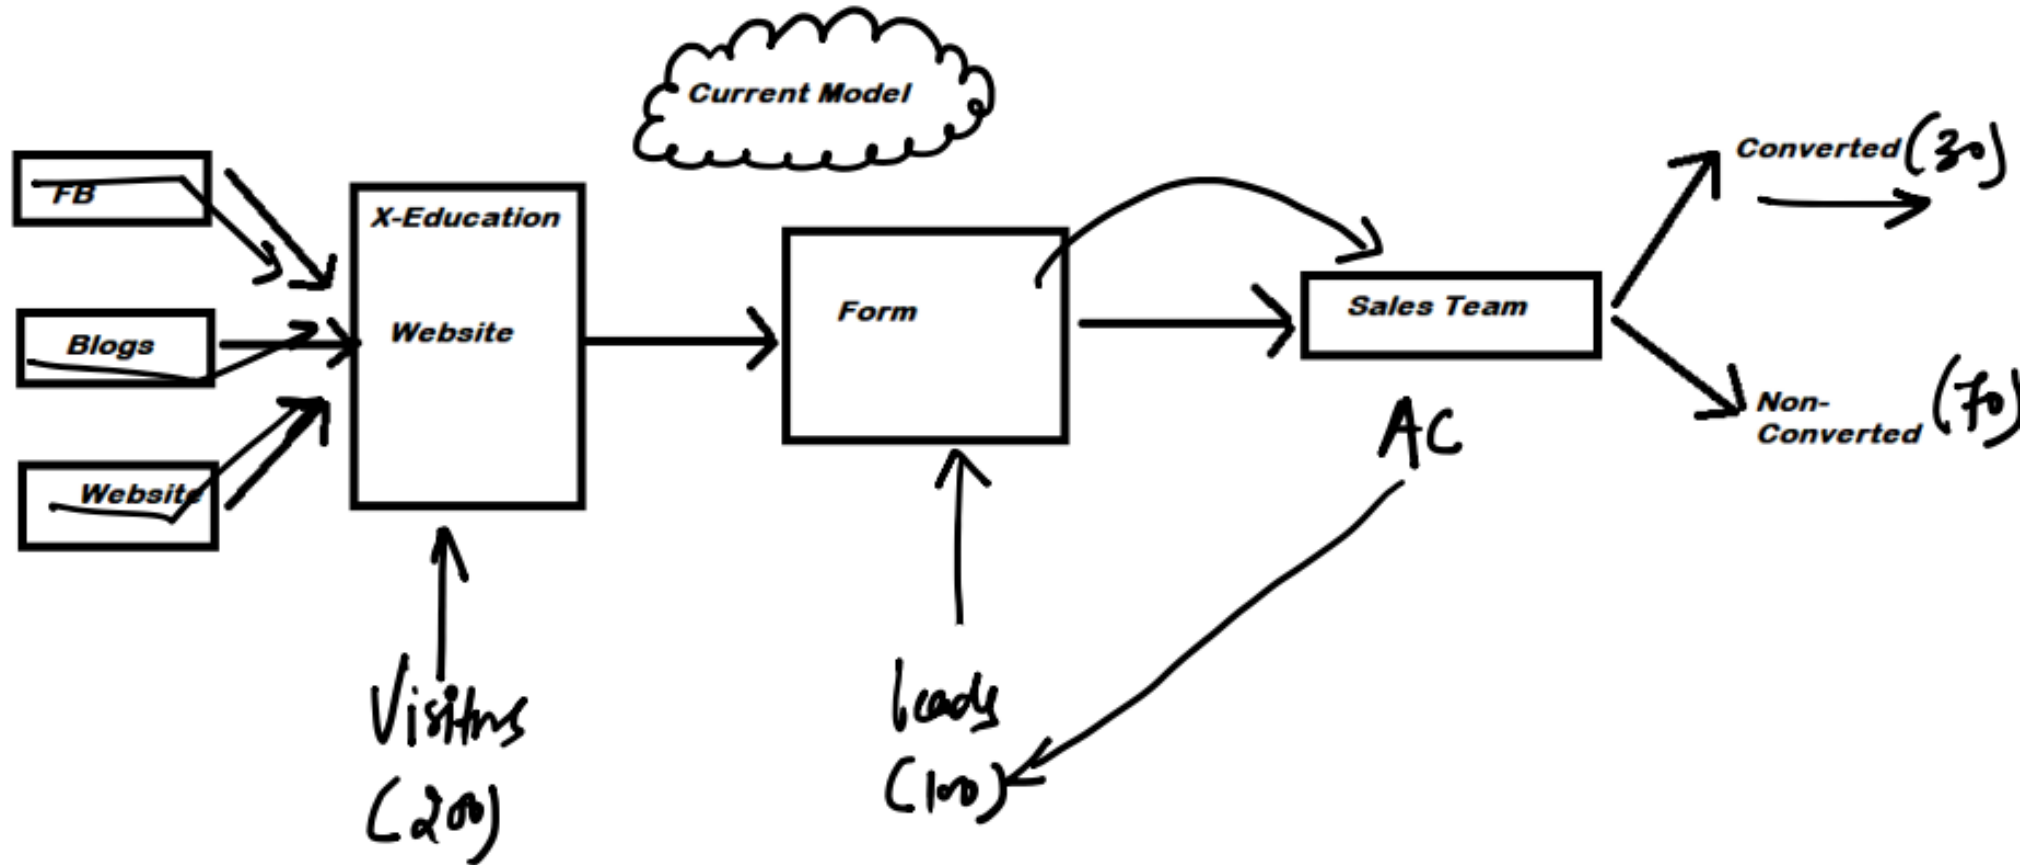 Current Model
FB
Blogs
Website
X-Education
Website
Form
Sales Team
Converted (30)
Non-
Converted (70)
AC
Visitors
(200)
leads
(100)